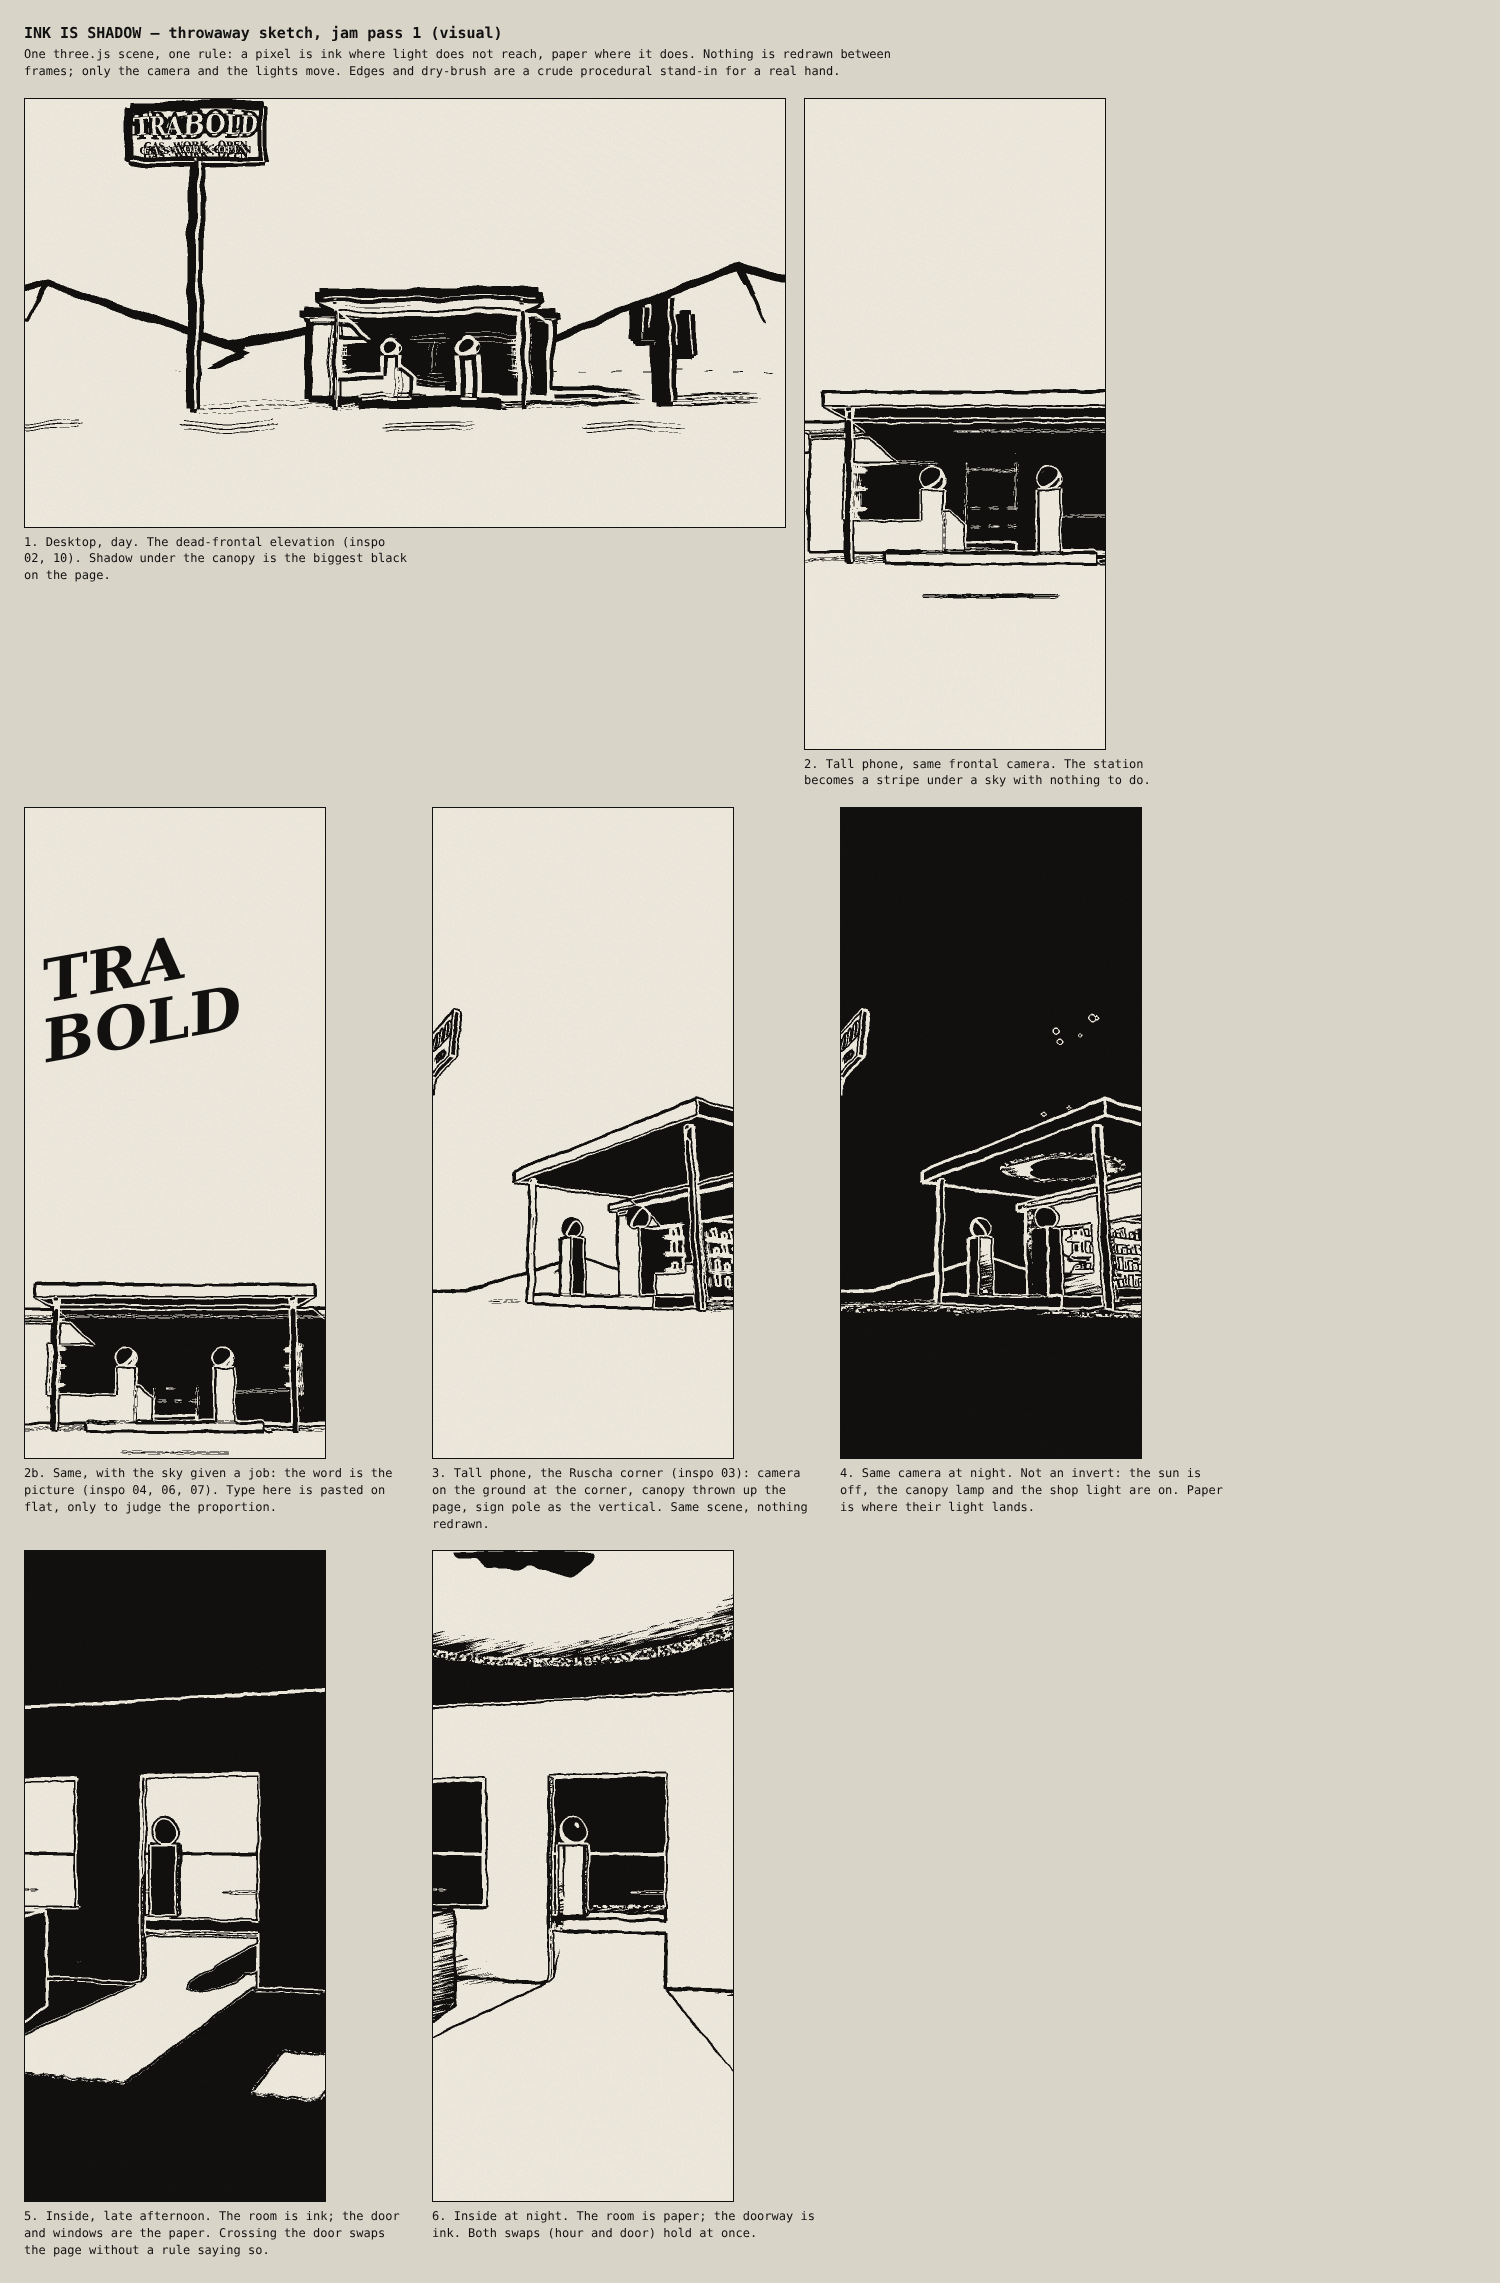 INK IS SHADOW — throwaway sketch, jam pass 1 (visual)
One three.js scene, one rule: a pixel is ink where light does not reach, paper where it does. Nothing is redrawn between
frames; only the camera and the lights move. Edges and dry-brush are a crude procedural stand-in for a real hand.
TRABOLD
GAS WORK OPEN
1. Desktop, day. The dead-frontal elevation (inspo
02, 10). Shadow under the canopy is the biggest black
on the page.
2. Tall phone, same frontal camera. The station
becomes a stripe under a sky with nothing to do.
TRA
BOLD
2b. Same, with the sky given a job: the word is the
picture (inspo 04, 06, 07). Type here is pasted on
flat, only to judge the proportion.
3. Tall phone, the Ruscha corner (inspo 03): camera
on the ground at the corner, canopy thrown up the
page, sign pole as the vertical. Same scene, nothing
redrawn.
4. Same camera at night. Not an invert: the sun is
off, the canopy lamp and the shop light are on. Paper
is where their light lands.
5. Inside, late afternoon. The room is ink; the door
and windows are the paper. Crossing the door swaps
the page without a rule saying so.
6. Inside at night. The room is paper; the doorway is
ink. Both swaps (hour and door) hold at once.